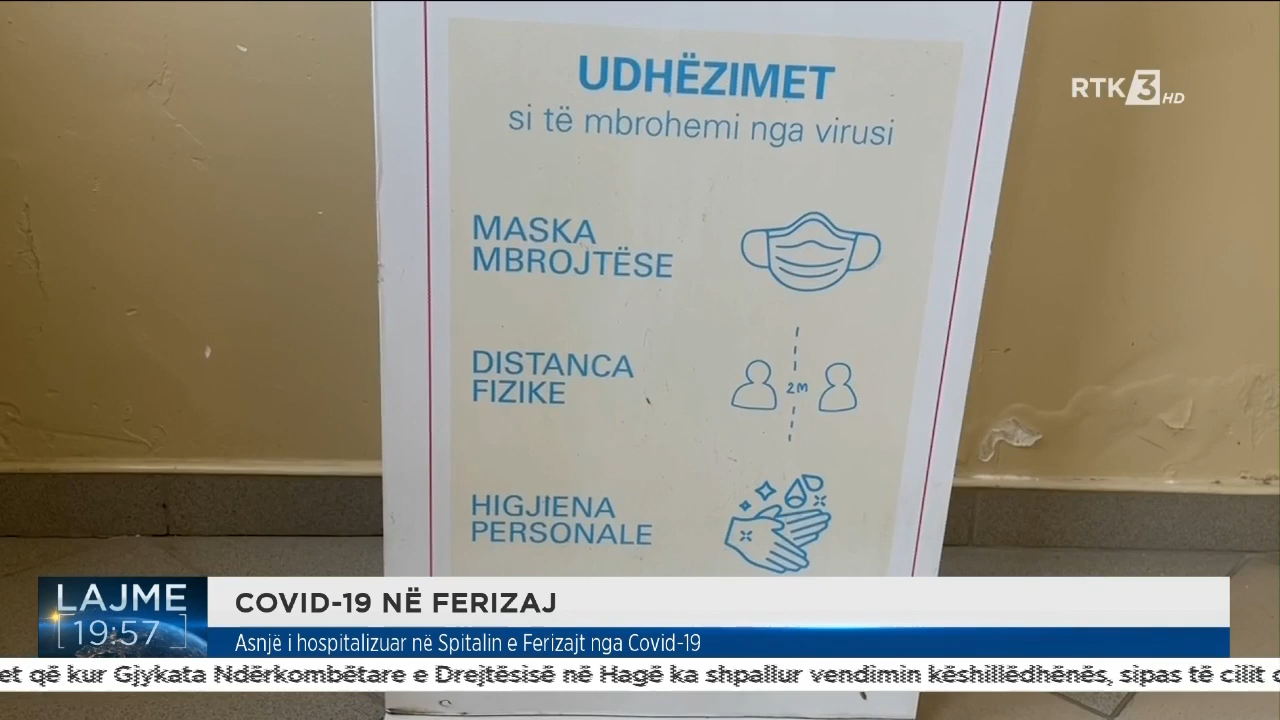 UDHËZIMET
si të mbrohemi nga virusi
RTK3HD
MASKA
MBROJTËSE
DISTANCA
FIZIKE
2M
HIGJIENA
PERSONALE
LAJME
19:57
COVID-19 NË FERIZAJ
Asnjë i hospitalizuar në Spitalin e Ferizajt nga Covid-19
që kur Gjykata Ndërkombëtare e Drejtësisë në Hagë ka shpallur vendimin këshillëdhënës, sipas të cilit